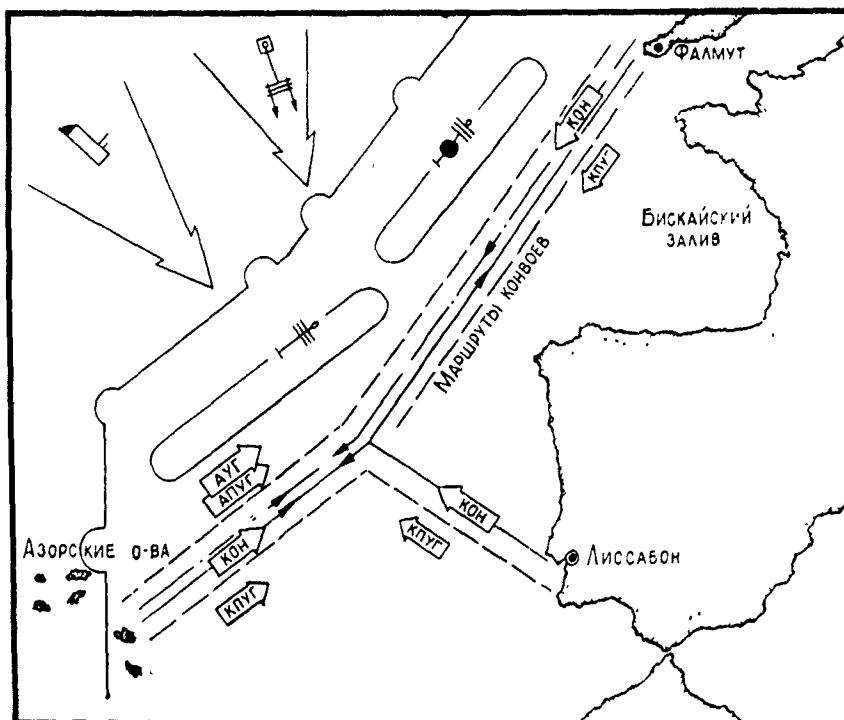 Фалмут
КОН
КПУГ
Бискайский
залив
Маршруты конвоев
АУГ
АПУГ
КОН
КПУГ
КОН
КПУГ
Азорские о-ва
Лиссабон